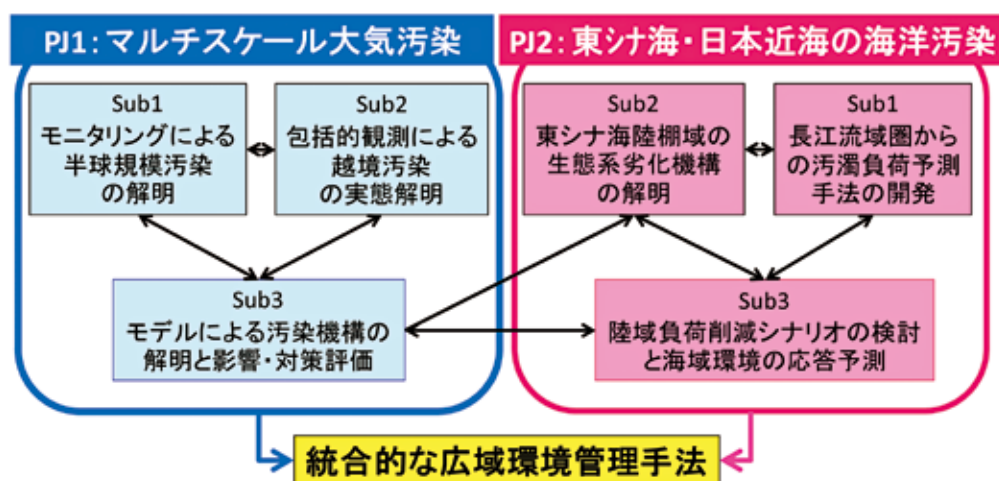 PJ1:マルチスケール大気汚染
Sub1
モニタリングによる
半球規模汚染
の解明
Sub2
包括的観測による
越境汚染
の実態解明
Sub3
モデルによる汚染機構の
解明と影響・対策評価
PJ2:東シナ海・日本近海の海洋汚染
Sub2
東シナ海陸棚域の
生態系劣化機構
の解明
Sub1
長江流域圏から
の汚濁負荷予測
手法の開発
Sub3
陸域負荷削減シナリオの検討
と海域環境の応答予測
統合的な広域環境管理手法